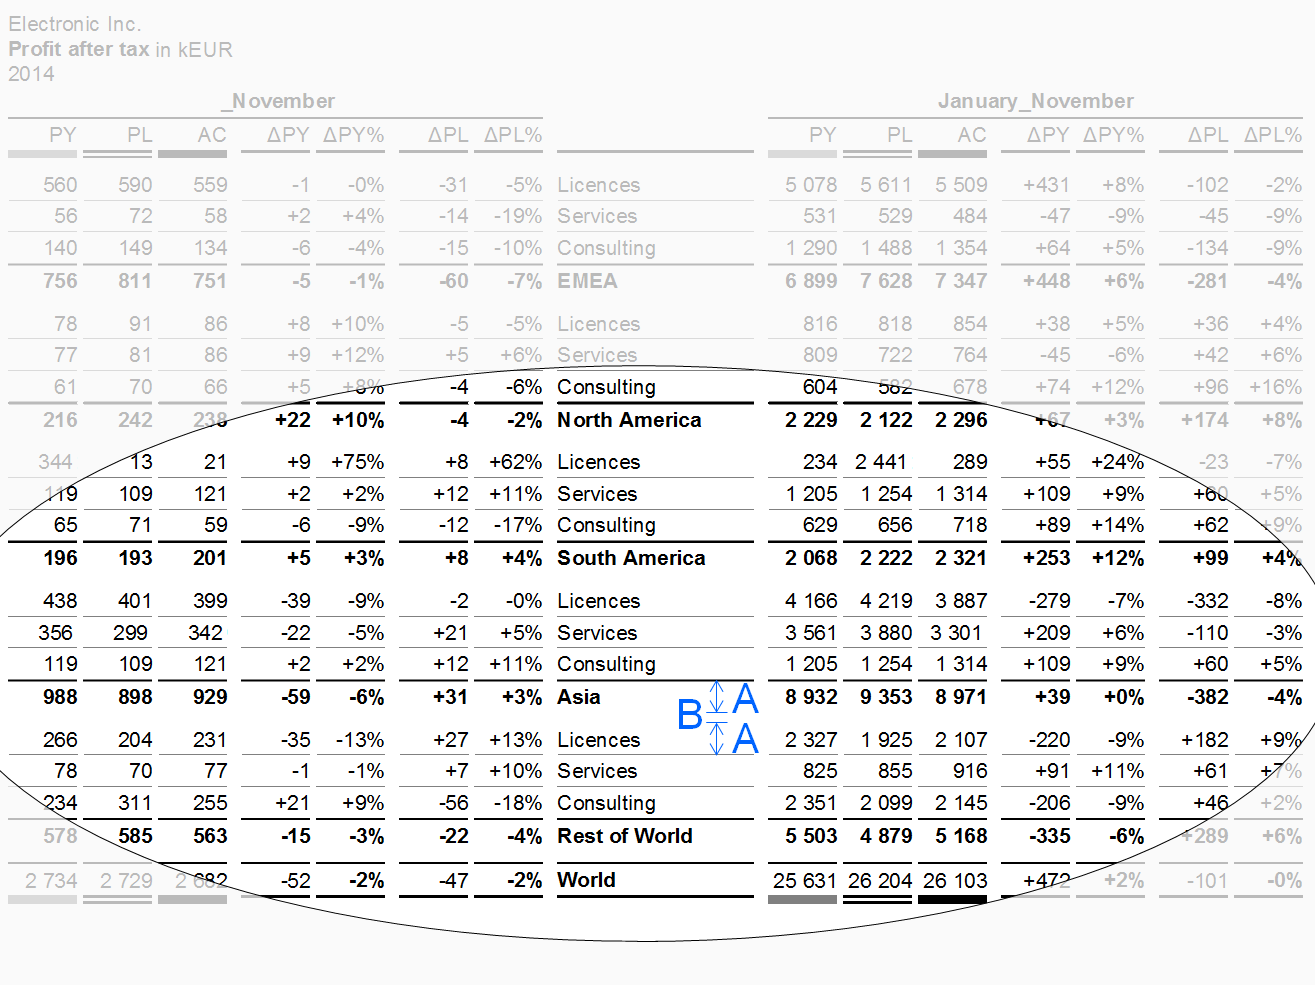 Electronic Inc.
Profit after tax in kEUR
2014
_November January_November
PY PL AC ΔPY ΔPY% ΔPL ΔPL% PY PL AC ΔPY ΔPY% ΔPL ΔPL%
560 590 559 -1 -0% -31 -5% Licences 5 078 5 611 5 509 +431 +8% -102 -2%
56 72 58 +2 +4% -14 -19% Services 531 529 484 -47 -9% -45 -9%
140 149 134 -6 -4% -15 -10% Consulting 1 290 1 488 1 354 +64 +5% -134 -9%
756 811 751 -5 -1% -60 -7% EMEA 6 899 7 628 7 347 +448 +6% -281 -4%
78 91 86 +8 +10% -5 -5% Licences 816 818 854 +38 +5% +36 +4%
77 81 86 +9 +12% +5 +6% Services 809 722 764 -45 -6% +42 +6%
61 70 66 +5 +8% -4 -6% Consulting 604 582 678 +74 +12% +96 +16%
216 242 238 +22 +10% -4 -2% North America 2 229 2 122 2 296 +67 +3% +174 +8%
344 13 21 +9 +75% +8 +62% Licences 234 2 441 289 +55 +24% -23 -7%
119 109 121 +2 +2% +12 +11% Services 1 205 1 254 1 314 +109 +9% +60 +5%
65 71 59 -6 -9% -12 -17% Consulting 629 656 718 +89 +14% +62 +9%
196 193 201 +5 +3% +8 +4% South America 2 068 2 222 2 321 +253 +12% +99 +4%
438 401 399 -39 -9% -2 -0% Licences 4 166 4 219 3 887 -279 -7% -332 -8%
356 299 342 -22 -5% +21 +5% Services 3 561 3 880 3 301 +209 +6% -110 -3%
119 109 121 +2 +2% +12 +11% Consulting 1 205 1 254 1 314 +109 +9% +60 +5%
988 898 929 -59 -6% +31 +3% Asia A 8 932 9 353 8 971 +39 +0% -382 -4%
B
266 204 231 -35 -13% +27 +13% Licences A 2 327 1 925 2 107 -220 -9% +182 +9%
78 70 77 -1 -1% +7 +10% Services 825 855 916 +91 +11% +61 +7%
234 311 255 +21 +9% -56 -18% Consulting 2 351 2 099 2 145 -206 -9% +46 +2%
578 585 563 -15 -3% -22 -4% Rest of World 5 503 4 879 5 168 -335 -6% +289 +6%
2 734 2 729 2 682 -52 -2% -47 -2% World 25 631 26 204 26 103 +472 +2% -101 -0%